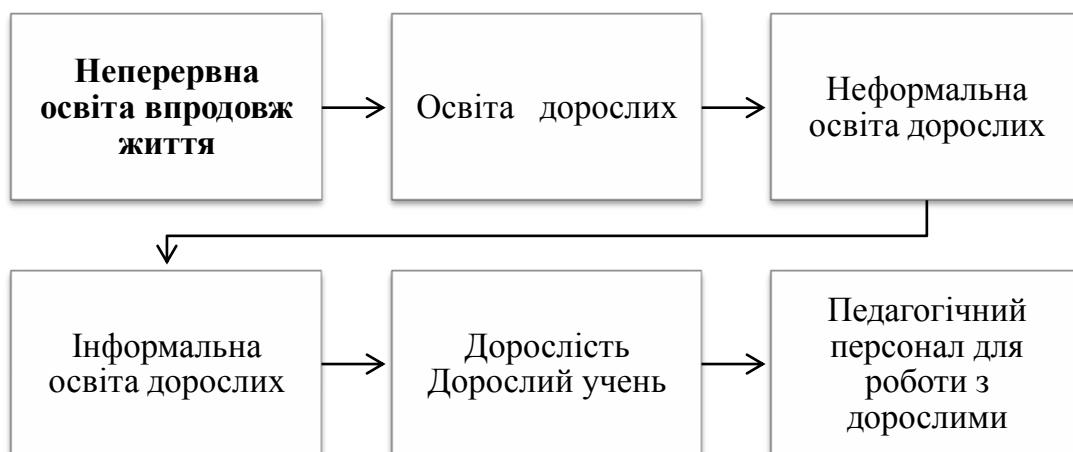 Неперервна
освіта впродовж
життя
Освіта дорослих
Неформальна
освіта дорослих
Інформальна
освіта дорослих
Дорослість
Дорослий учень
Педагогічний
персонал для
роботи з
дорослими